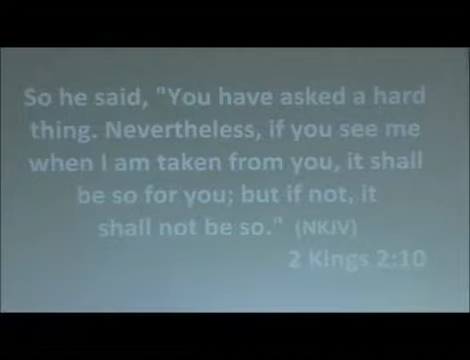 So he said, "You have asked a hard
thing. Nevertheless, if you see me
when I am taken from you, it shall
be so for you; but if not, it
shall not be so." (NKJV)
2 Kings 2:10